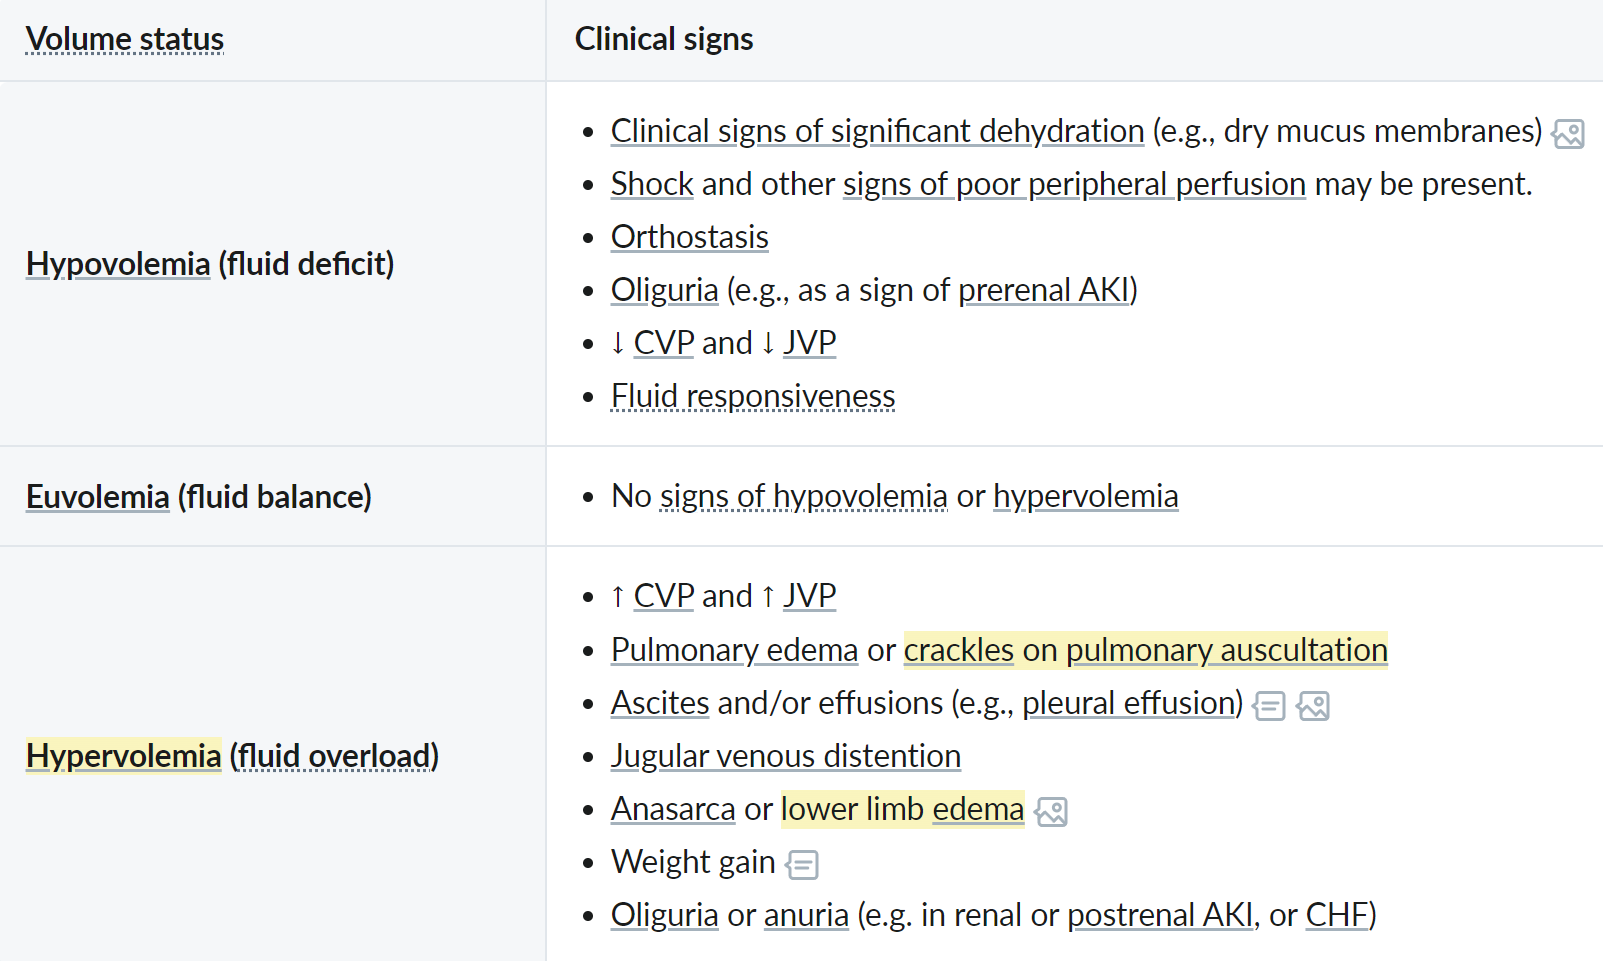 Volume status
Clinical signs
Hypovolemia (fluid deficit)
• Clinical signs of significant dehydration (e.g., dry mucus membranes)
• Shock and other signs of poor peripheral perfusion may be present.
• Orthostasis
• Oliguria (e.g., as a sign of prerenal AKI)
• ↓ CVP and ↓ JVP
• Fluid responsiveness
Euvolemia (fluid balance)
• No signs of hypovolemia or hypervolemia
Hypervolemia (fluid overload)
• ↑ CVP and ↑ JVP
• Pulmonary edema or crackles on pulmonary auscultation
• Ascites and/or effusions (e.g., pleural effusion)
• Jugular venous distention
• Anasarca or lower limb edema
• Weight gain
• Oliguria or anuria (e.g. in renal or postrenal AKI, or CHF)